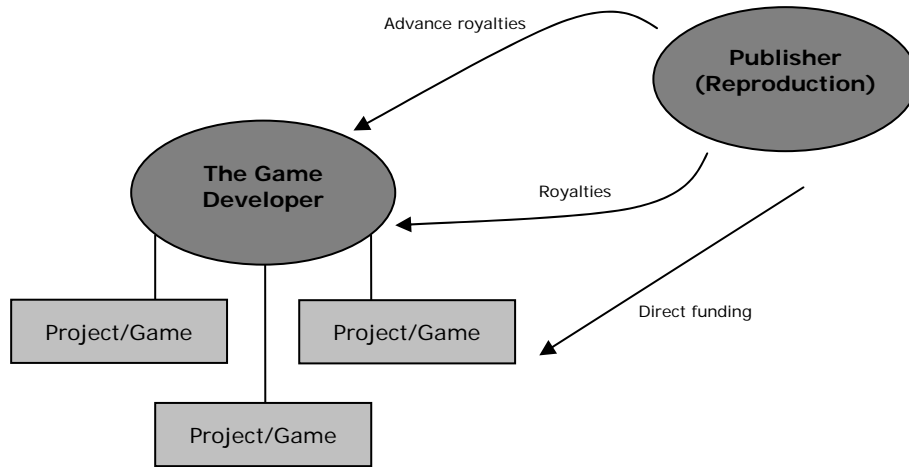 Advance royalties
Publisher
(Reproduction)
The Game
Developer
Royalties
Project/Game
Project/Game
Direct funding
Project/Game